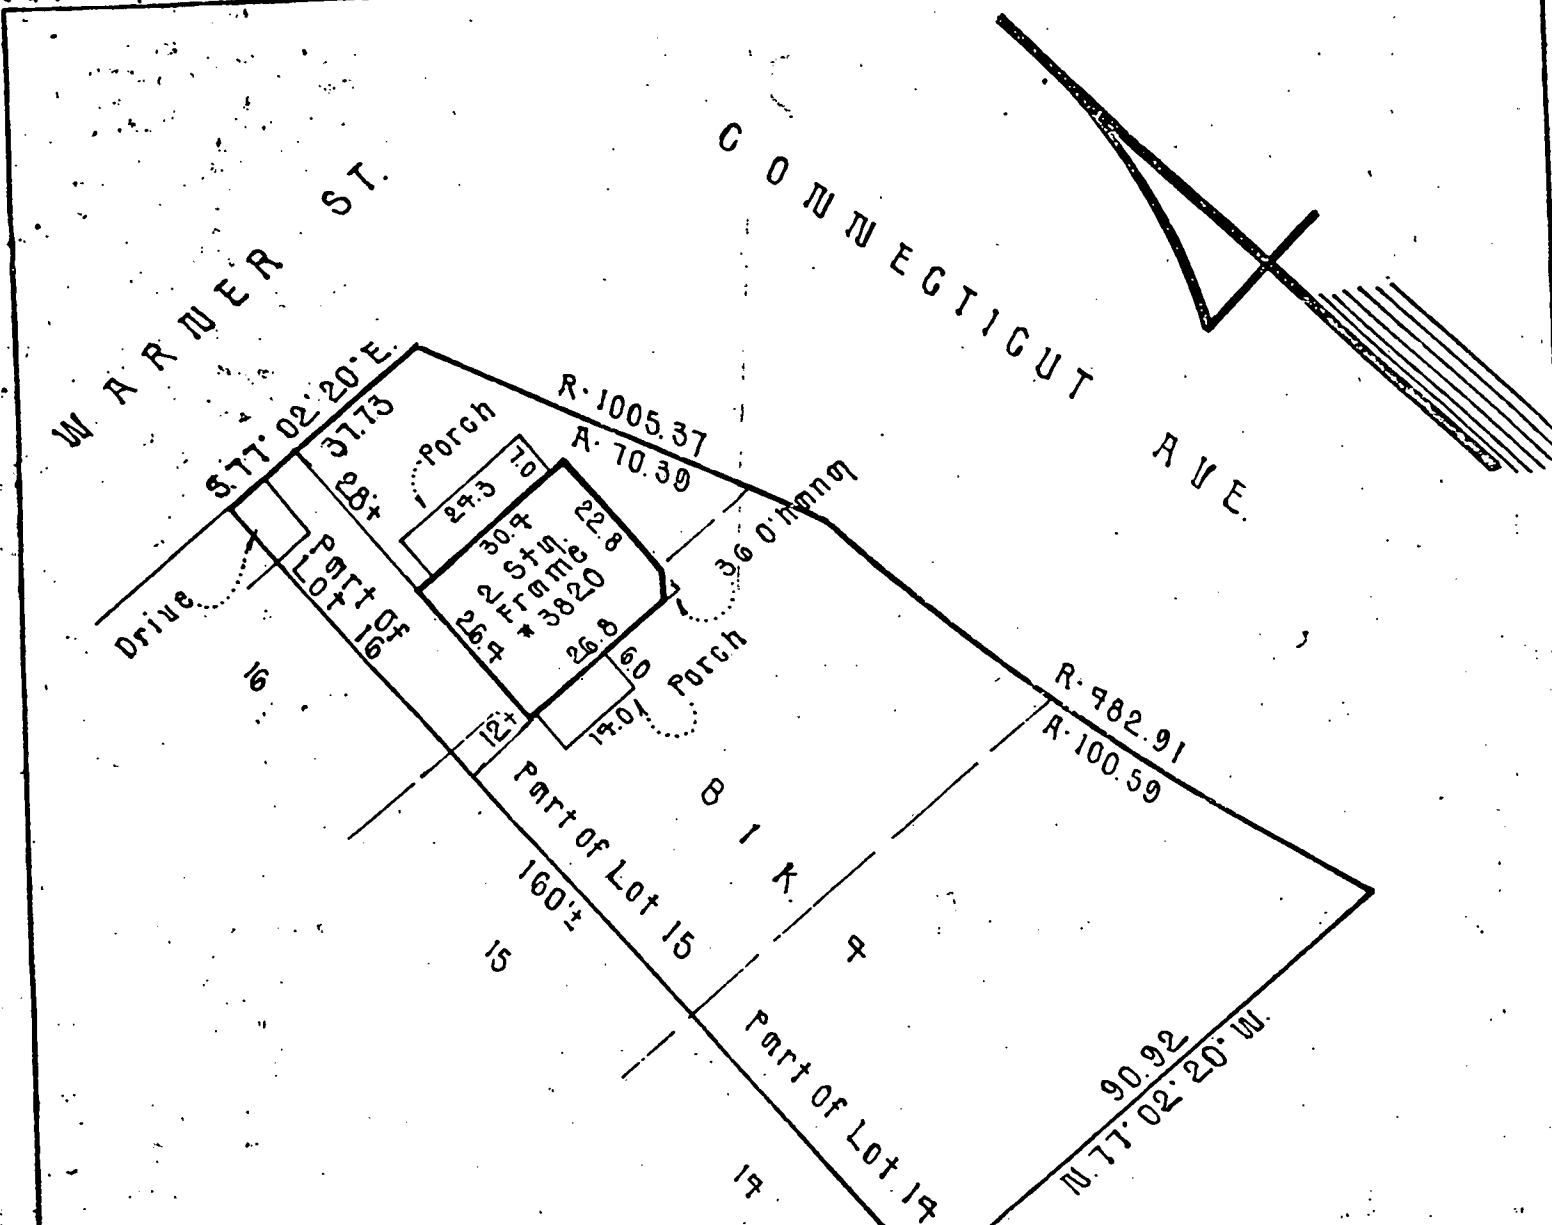 WARNER ST.
CONNECTICUT AVE.
S.77°02'20"E.
37.73
R·1005.37
A·70.39
Porch
24.3
7.0
28±
30.4
22.8
2 Sty.
Frame
# 3820
26.4
26.8
3.6 O'hang
6.0
Porch
14.0
12±
Drive
Part Of
Lot 16
16
Part Of Lot 15
160'±
15
Blk. 4
R·982.91
A·100.59
Part Of Lot 14
14
90.92
N.77°02'20"W.